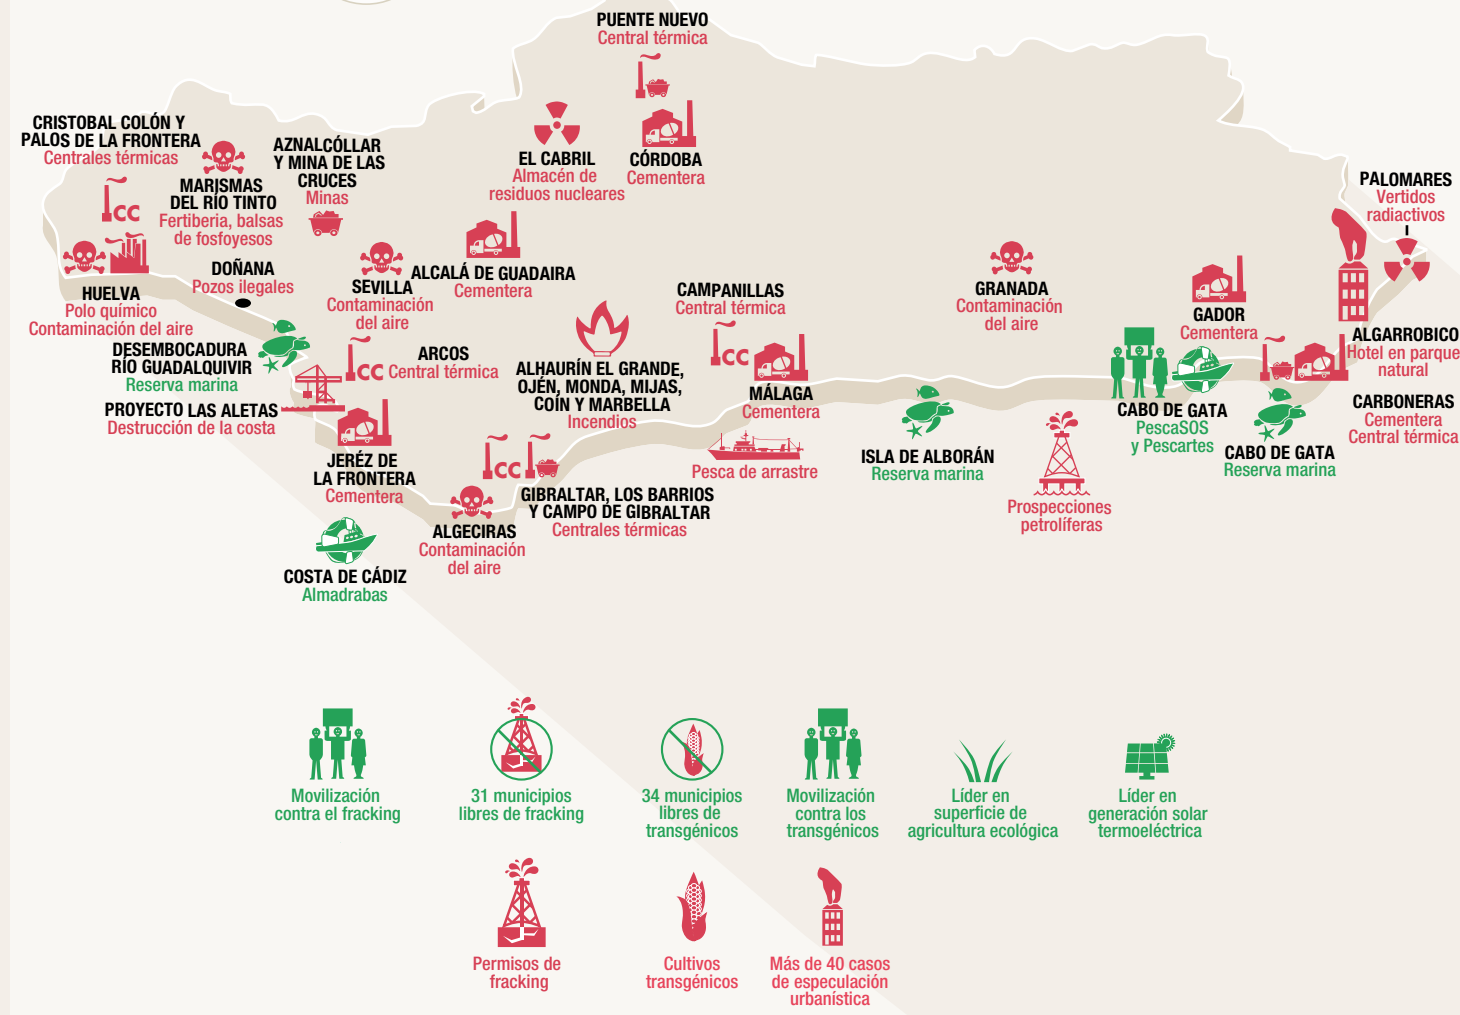 PUENTE NUEVO
Central térmica
CRISTOBAL COLÓN Y
PALOS DE LA FRONTERA
Centrales térmicas
CC
MARISMAS
DEL RÍO TINTO
Fertiberia, balsas
de fosfoyesos
AZNALCÓLLAR
Y MINA DE LAS
CRUCES
Minas
EL CABRIL
Almacén de
residuos nucleares
CÓRDOBA
Cementera
PALOMARES
Vertidos
radiactivos
HUELVA
Polo químico
Contaminación del aire
DOÑANA
Pozos ilegales
SEVILLA
Contaminación
del aire
ALCALÁ DE GUADAIRA
Cementera
CAMPANILLAS
Central térmica
CC
GRANADA
Contaminación
del aire
GADOR
Cementera
ALGARROBICO
Hotel en parque
natural
DESEMBOCADURA
RÍO GUADALQUIVIR
Reserva marina
CC
ARCOS
Central térmica
ALHAURÍN EL GRANDE,
OJÉN, MONDA, MIJAS,
COÍN Y MARBELLA
Incendios
MÁLAGA
Cementera
PROYECTO LAS ALETAS
Destrucción de la costa
CABO DE GATA
PescaSOS
y Pescartes
CARBONERAS
Cementera
Central térmica
JERÉZ DE
LA FRONTERA
Cementera
CC
Pesca de arrastre
ISLA DE ALBORÁN
Reserva marina
CABO DE GATA
Reserva marina
GIBRALTAR, LOS BARRIOS
Y CAMPO DE GIBRALTAR
Centrales térmicas
Prospecciones
petrolíferas
ALGECIRAS
Contaminación
del aire
COSTA DE CÁDIZ
Almadrabas
Movilización
contra el fracking
31 municipios
libres de fracking
34 municipios
libres de
transgénicos
Movilización
contra los
transgénicos
Líder en
superficie de
agricultura ecológica
Líder en
generación solar
termoeléctrica
Permisos de
fracking
Cultivos
transgénicos
Más de 40 casos
de especulación
urbanística